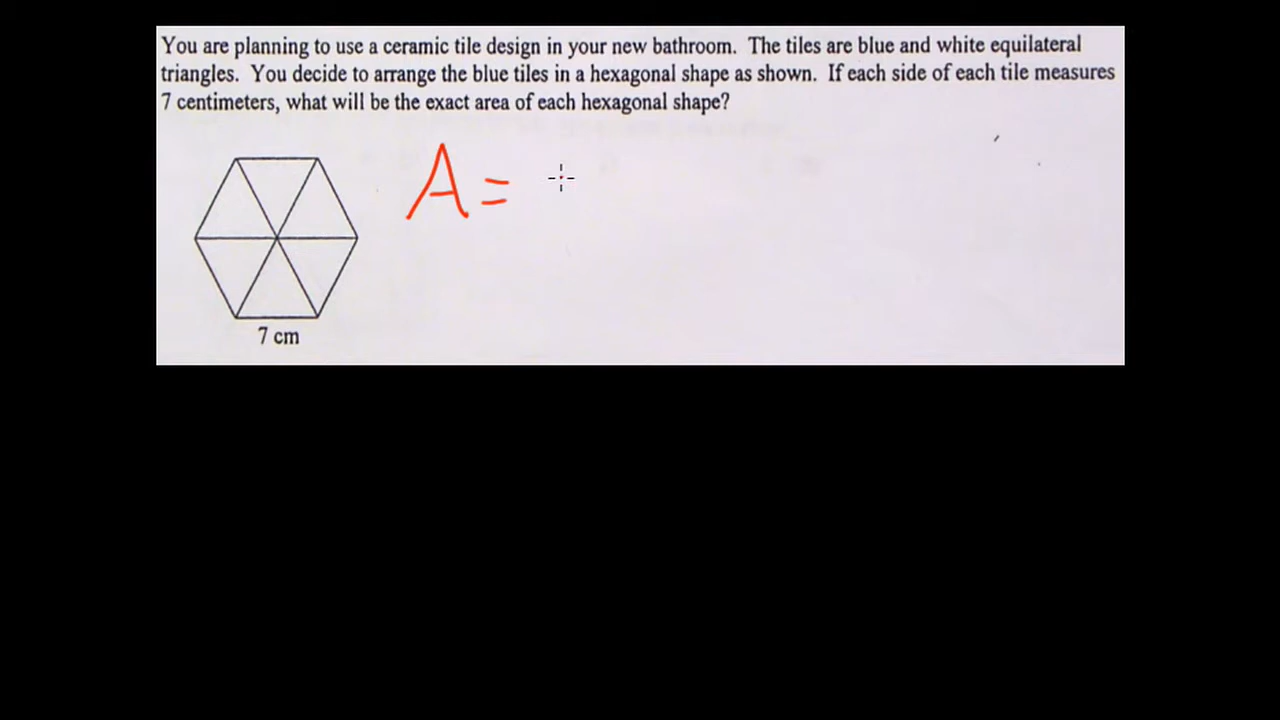 You are planning to use a ceramic tile design in your new bathroom. The tiles are blue and white equilateral
triangles. You decide to arrange the blue tiles in a hexagonal shape as shown. If each side of each tile measures
7 centimeters, what will be the exact area of each hexagonal shape?
A =
7 cm